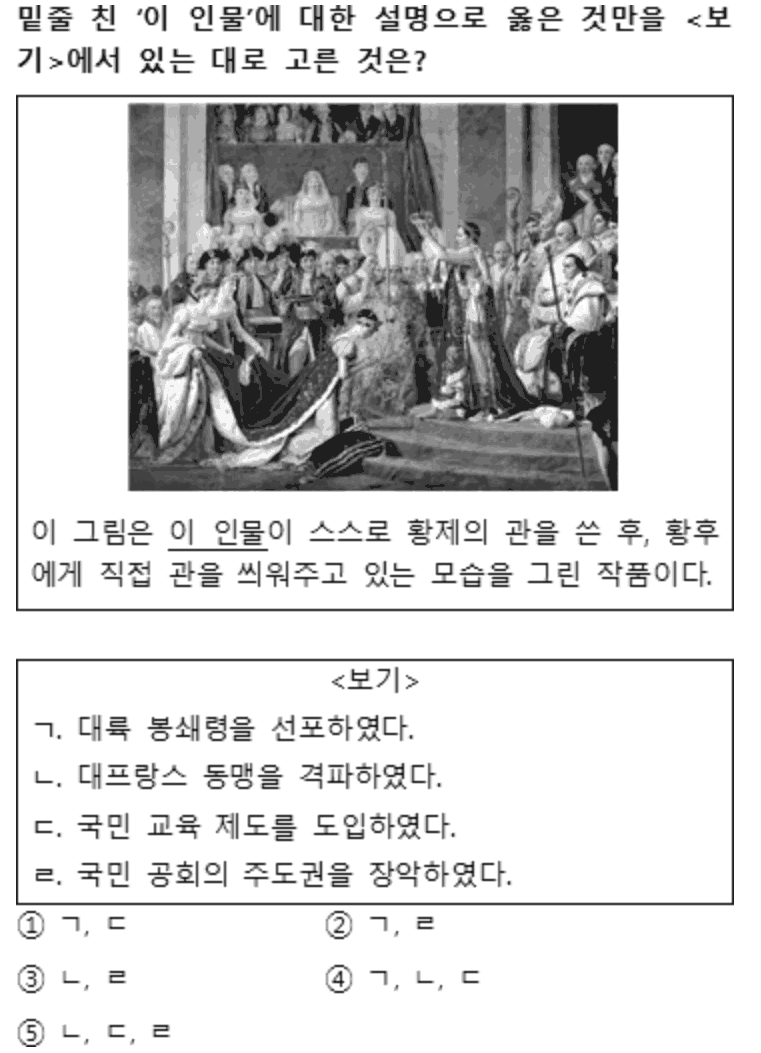 밑줄 친 ‘이 인물’에 대한 설명으로 옳은 것만을 <보
기>에서 있는 대로 고른 것은?
이 그림은 이 인물이 스스로 황제의 관을 쓴 후, 황후
에게 직접 관을 씌워주고 있는 모습을 그린 작품이다.
<보기>
ㄱ. 대륙 봉쇄령을 선포하였다.
ㄴ. 대프랑스 동맹을 격파하였다.
ㄷ. 국민 교육 제도를 도입하였다.
ㄹ. 국민 공회의 주도권을 장악하였다.
① ㄱ, ㄷ ② ㄱ, ㄹ
③ ㄴ, ㄹ ④ ㄱ, ㄴ, ㄷ
⑤ ㄴ, ㄷ, ㄹ